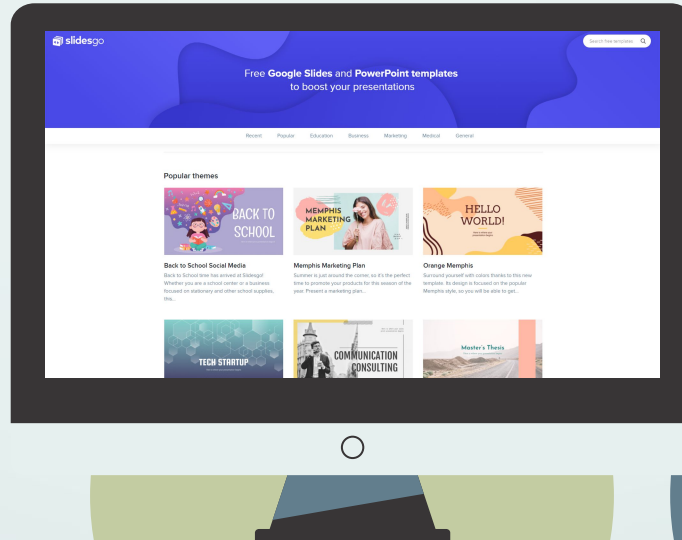 slidesgo
Search free templates
Free Google Slides and PowerPoint templates
to boost your presentations
Recent Popular Education Business Marketing Medical General
Popular themes
BACK TO
SCHOOL
MEMPHIS
MARKETING
PLAN
HELLO
WORLD!
Back to School Social Media
Back to School time has arrived at Slidesgo!
Whether you are a school center or a business
focused on stationery and other school supplies,
this...
Memphis Marketing Plan
Summer is just around the corner, so it's the perfect
time to promote your products for this season of the
year. Present a marketing plan...
Orange Memphis
Surround yourself with colors thanks to this new
template. Its design is focused on the popular
Memphis style, so you will be able to get...
TECH STARTUP
COMMUNICATION
CONSULTING
Master's Thesis